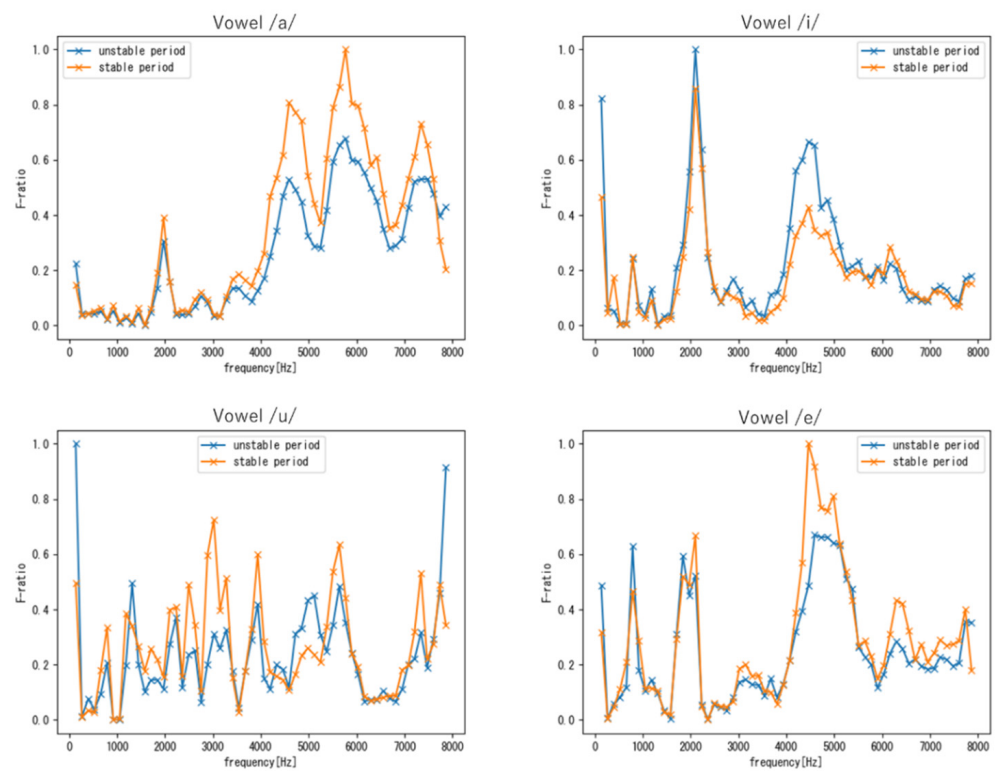 Vowel /a/
1.0
0.8
0.6
0.4
0.2
0.0
F-ratio
unstable period
stable period
0 1000 2000 3000 4000 5000 6000 7000 8000
frequency[Hz]
Vowel /i/
1.0
0.8
0.6
0.4
0.2
0.0
F-ratio
unstable period
stable period
0 1000 2000 3000 4000 5000 6000 7000 8000
frequency[Hz]
Vowel /u/
1.0
0.8
0.6
0.4
0.2
0.0
F-ratio
unstable period
stable period
0 1000 2000 3000 4000 5000 6000 7000 8000
frequency[Hz]
Vowel /e/
1.0
0.8
0.6
0.4
0.2
0.0
F-ratio
unstable period
stable period
0 1000 2000 3000 4000 5000 6000 7000 8000
frequency[Hz]